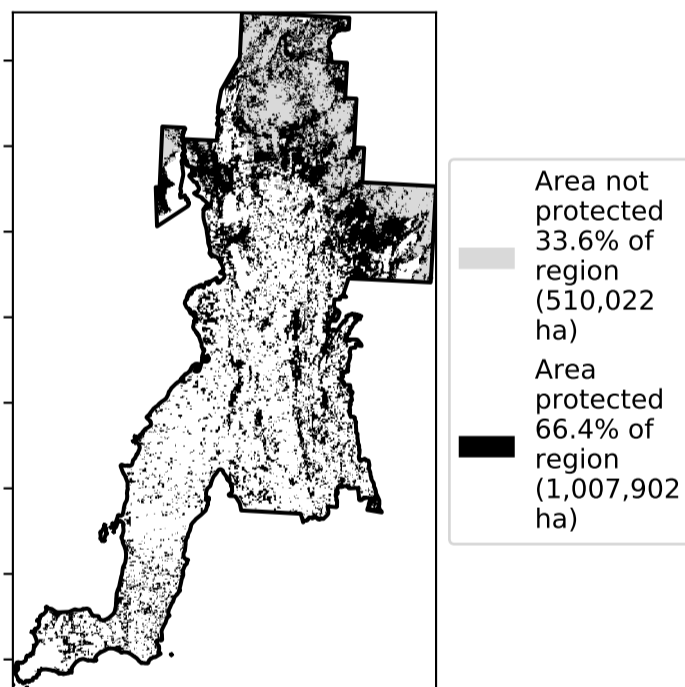 Area not
protected
33.6% of
region
(510,022
ha)
Area
protected
66.4% of
region
(1,007,902
ha)